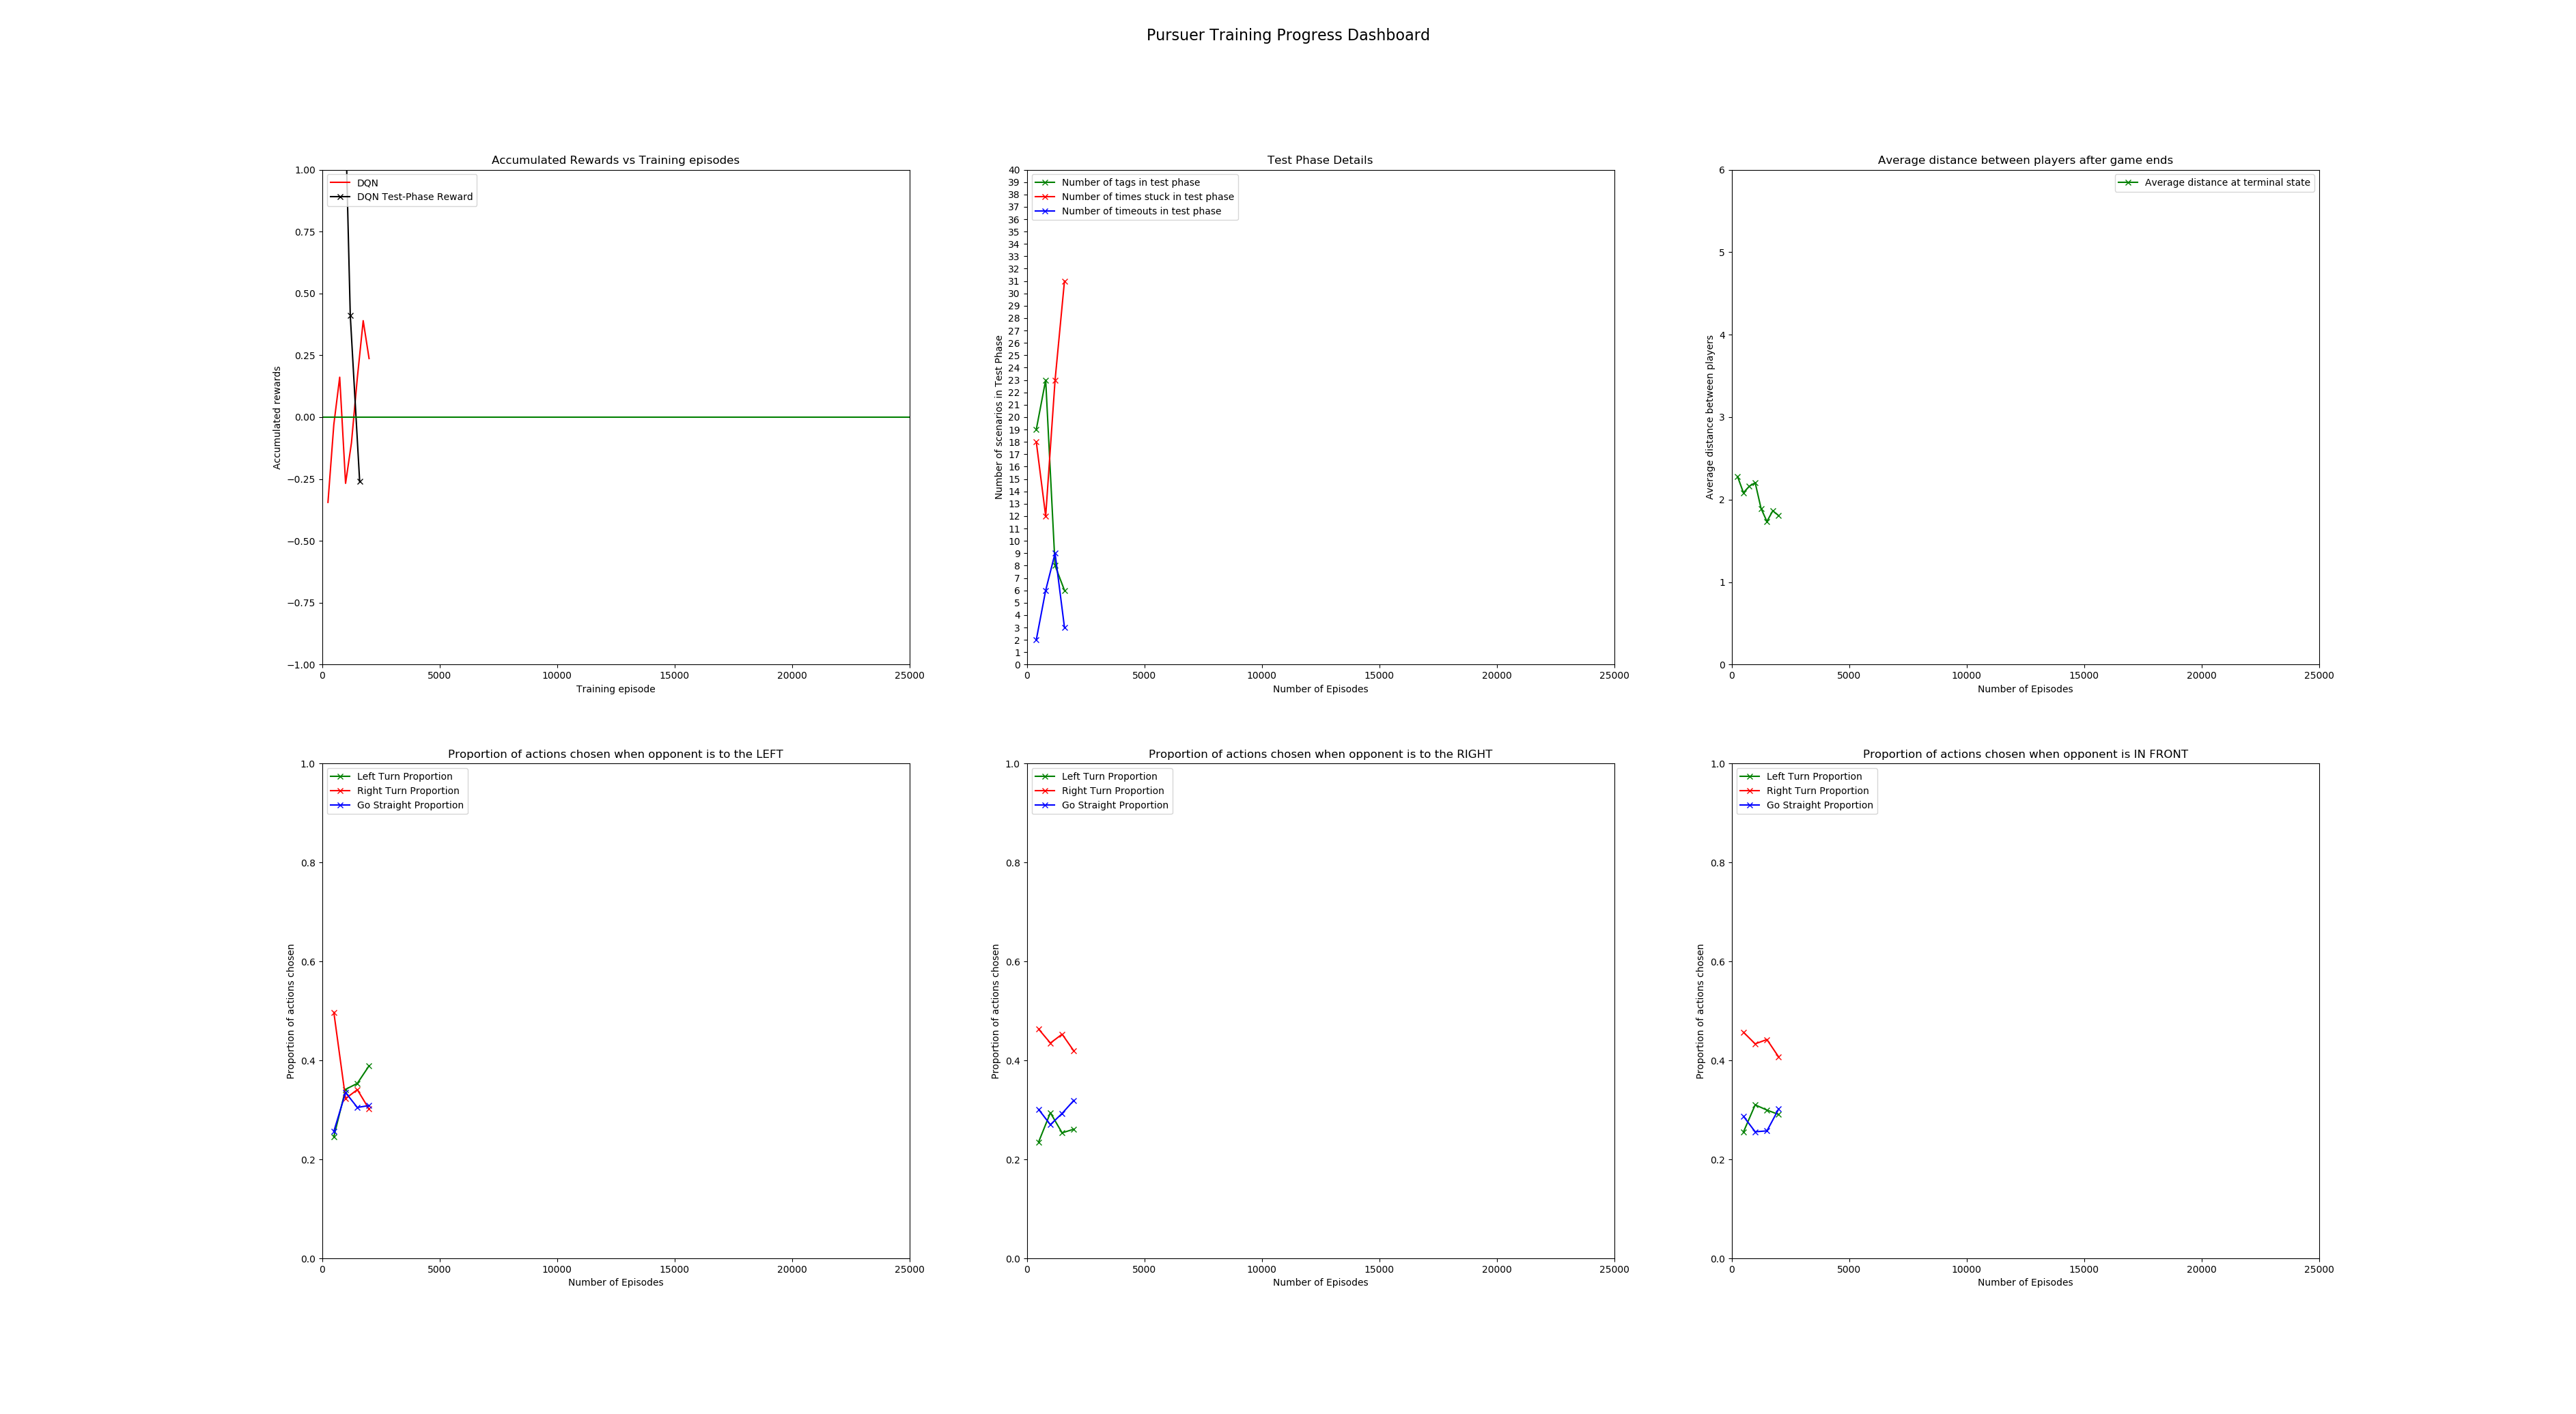 Pursuer Training Progress Dashboard
Accumulated Rewards vs Training episodes
DQN
DQN Test-Phase Reward
1.00
0.75
0.50
0.25
0.00
−0.25
−0.50
−0.75
−1.00
Accumulated rewards
0 5000 10000 15000 20000 25000
Training episode
Test Phase Details
Number of tags in test phase
Number of times stuck in test phase
Number of timeouts in test phase
40
39
38
37
36
35
34
33
32
31
30
29
28
27
26
25
24
23
22
21
20
19
18
17
16
15
14
13
12
11
10
9
8
7
6
5
4
3
2
1
0
Number of scenarios in Test Phase
0 5000 10000 15000 20000 25000
Number of Episodes
Average distance between players after game ends
Average distance at terminal state
6
5
4
3
2
1
0
Average distance between players
0 5000 10000 15000 20000 25000
Number of Episodes
Proportion of actions chosen when opponent is to the LEFT
Left Turn Proportion
Right Turn Proportion
Go Straight Proportion
1.0
0.8
0.6
0.4
0.2
0.0
Proportion of actions chosen
0 5000 10000 15000 20000 25000
Number of Episodes
Proportion of actions chosen when opponent is to the RIGHT
Left Turn Proportion
Right Turn Proportion
Go Straight Proportion
1.0
0.8
0.6
0.4
0.2
0.0
Proportion of actions chosen
0 5000 10000 15000 20000 25000
Number of Episodes
Proportion of actions chosen when opponent is IN FRONT
Left Turn Proportion
Right Turn Proportion
Go Straight Proportion
1.0
0.8
0.6
0.4
0.2
0.0
Proportion of actions chosen
0 5000 10000 15000 20000 25000
Number of Episodes